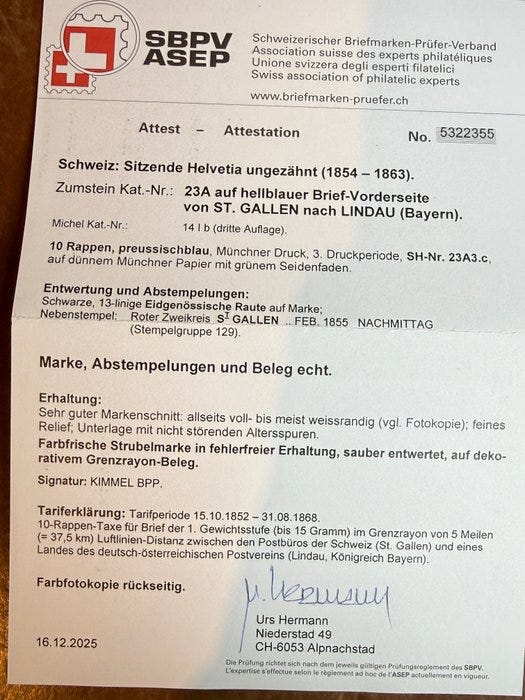 SBPV
ASEP
Schweizerischer Briefmarken-Prüfer-Verband
Association suisse des experts philatéliques
Unione svizzera degli esperti filatelici
Swiss association of philatelic experts
www.briefmarken-pruefer.ch
Attest – Attestation
No. 5322355
Schweiz: Sitzende Helvetia ungezähnt (1854 – 1863).
Zumstein Kat.-Nr.: 23A auf hellblauer Brief-Vorderseite
von ST. GALLEN nach LINDAU (Bayern).
Michel Kat.-Nr.: 14 I b (dritte Auflage).
10 Rappen, preussischblau, Münchner Druck, 3. Druckperiode, SH-Nr. 23A3.c,
auf dünnem Münchner Papier mit grünem Seidenfaden.
Entwertung und Abstempelungen:
Schwarze, 13-linige Eidgenössische Raute auf Marke;
Nebenstempel: Roter Zweikreis Sᵀ GALLEN .. FEB. 1855 NACHMITTAG
(Stempelgruppe 129).
Marke, Abstempelungen und Beleg echt.
Erhaltung:
Sehr guter Markenschnitt: allseits voll- bis meist weissrandig (vgl. Fotokopie); feines
Relief; Unterlage mit nicht störenden Altersspuren.
Farbfrische Strubelmarke in fehlerfreier Erhaltung, sauber entwertet, auf deko-
rativem Grenzrayon-Beleg.
Signatur: KIMMEL BPP.
Tariferklärung: Tarifperiode 15.10.1852 – 31.08.1868.
10-Rappen-Taxe für Brief der 1. Gewichtsstufe (bis 15 Gramm) im Grenzrayon von 5 Meilen
(= 37,5 km) Luftlinien-Distanz zwischen den Postbüros der Schweiz (St. Gallen) und eines
Landes des deutsch-österreichischen Postvereins (Lindau, Königreich Bayern).
Farbfotokopie rückseitig.
U. Hermann
Urs Hermann
Niederstad 49
CH-6053 Alpnachstad
16.12.2025
Die Prüfung richtet sich nach dem jeweils gültigen Prüfungsreglement des SBPV.
L'expertise s'effectue selon le règlement ad hoc de l'ASEP actuellement en vigueur.